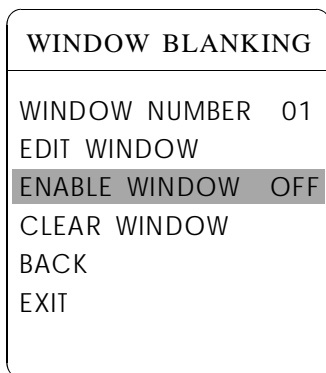 WINDOW BLANKING
WINDOW NUMBER 01
EDIT WINDOW
ENABLE WINDOW OFF
CLEAR WINDOW
BACK
EXIT